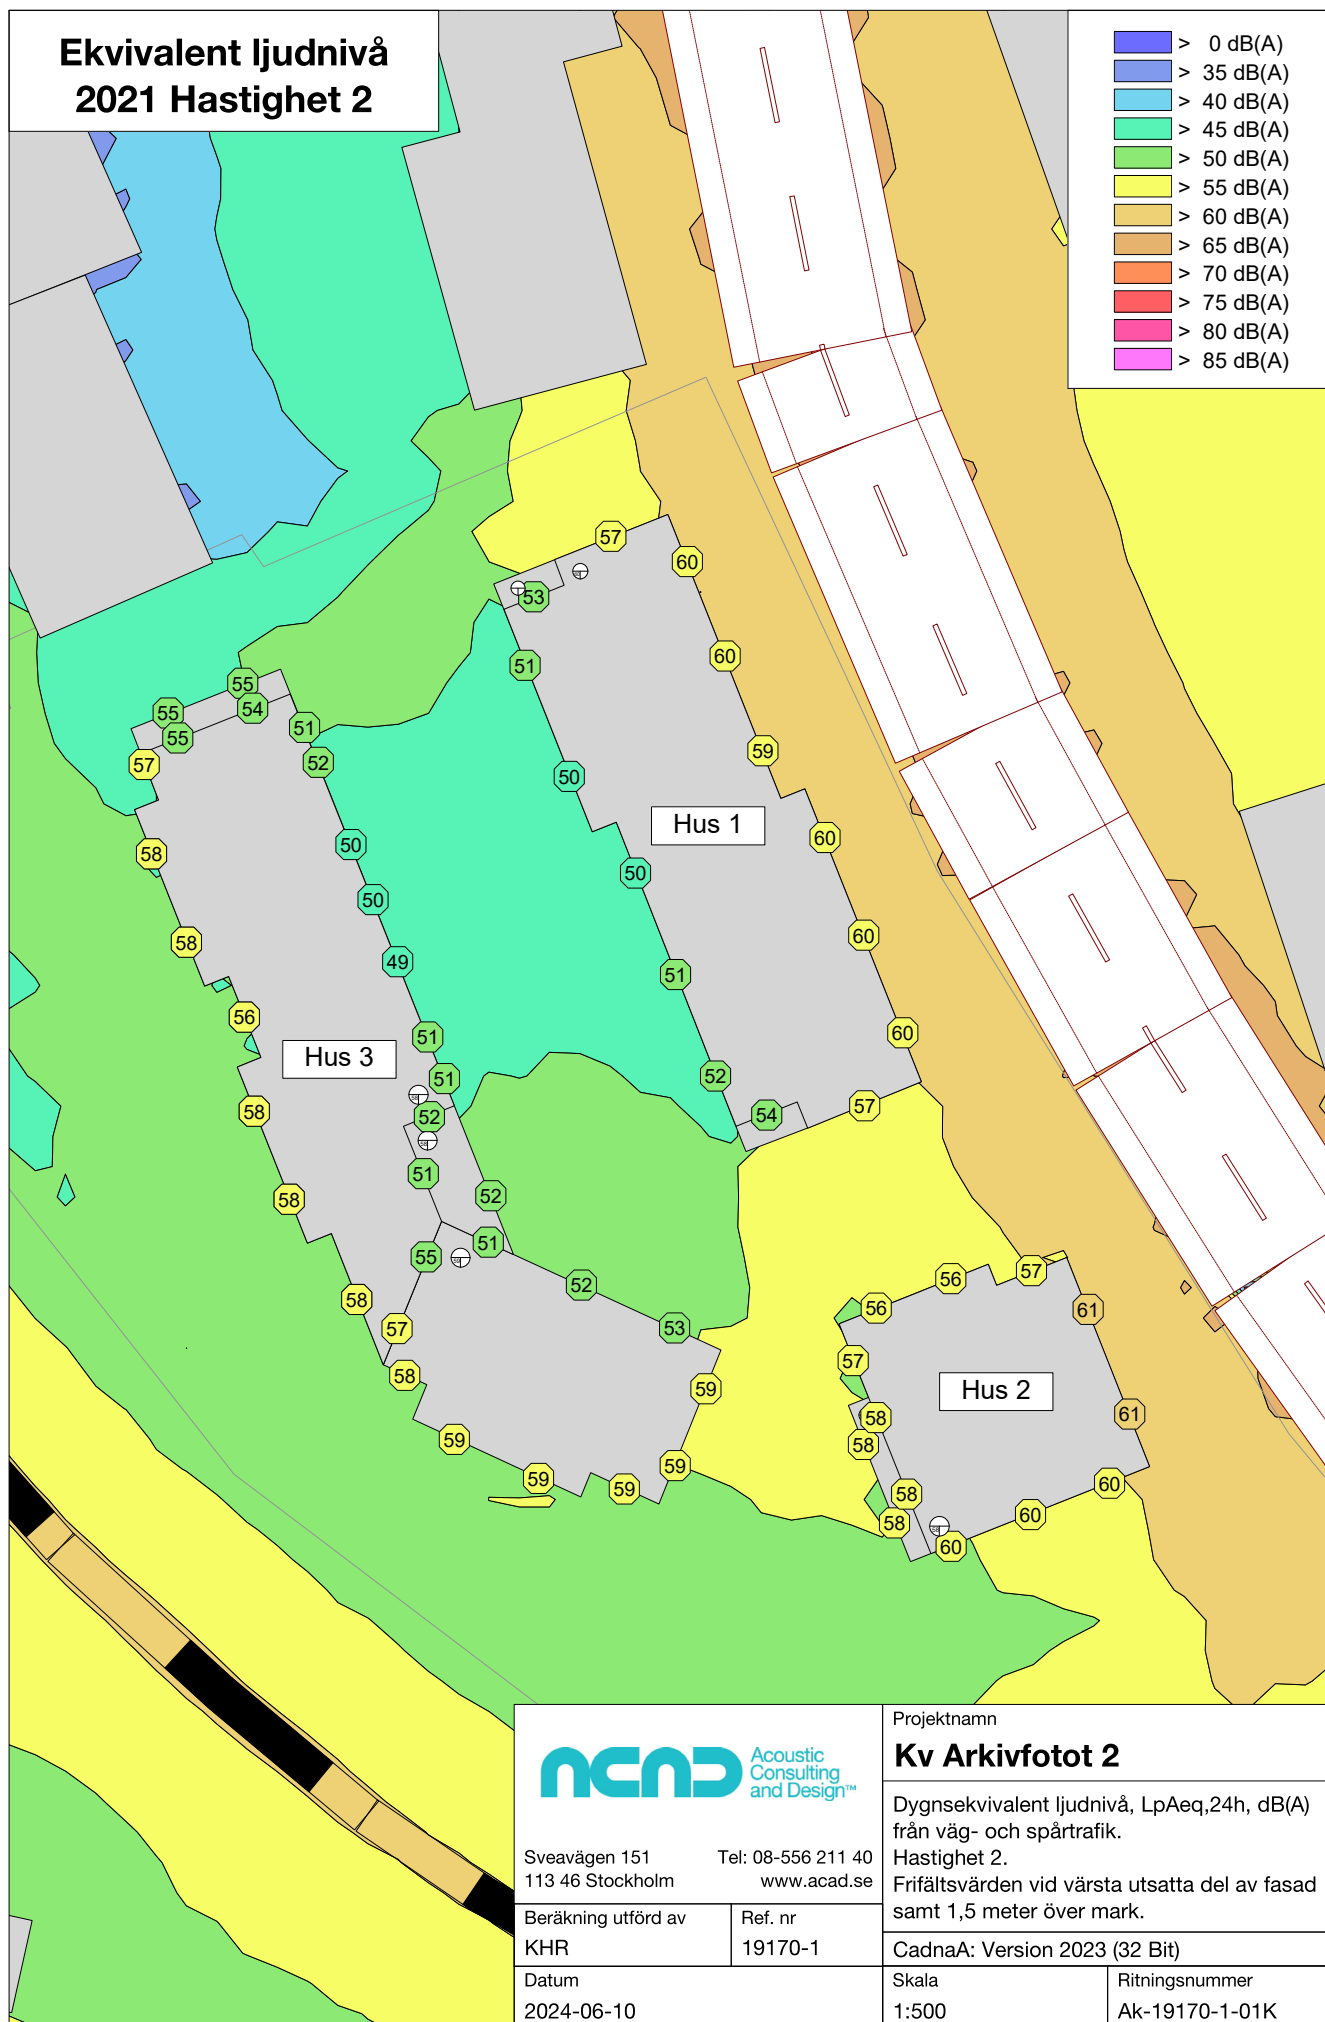 Ekvivalent ljudnivå
2021 Hastighet 2
> 0 dB(A)
> 35 dB(A)
> 40 dB(A)
> 45 dB(A)
> 50 dB(A)
> 55 dB(A)
> 60 dB(A)
> 65 dB(A)
> 70 dB(A)
> 75 dB(A)
> 80 dB(A)
> 85 dB(A)
57
60
53
60
51
55
54
55
55
51
59
57
52
50
Hus 1
60
50
58
50
50
60
58
49
51
56
60
51
Hus 3
51
52
57
58
52
54
51
52
58
51
55
52
57
56
56
61
58
57
53
57
58
59
Hus 2
61
58
58
59
59
59
59
58
60
60
58
60
acad
Acoustic
Consulting
and Design™
Sveavägen 151
113 46 Stockholm
Tel: 08-556 211 40
www.acad.se
Beräkning utförd av
KHR
Ref. nr
19170-1
Datum
2024-06-10
Projektnamn
Kv Arkivfotot 2
Dygnsekvivalent ljudnivå, LpAeq,24h, dB(A)
från väg- och spårtrafik.
Hastighet 2.
Frifältsvärden vid värsta utsatta del av fasad
samt 1,5 meter över mark.
CadnaA: Version 2023 (32 Bit)
Skala
1:500
Ritningsnummer
Ak-19170-1-01K